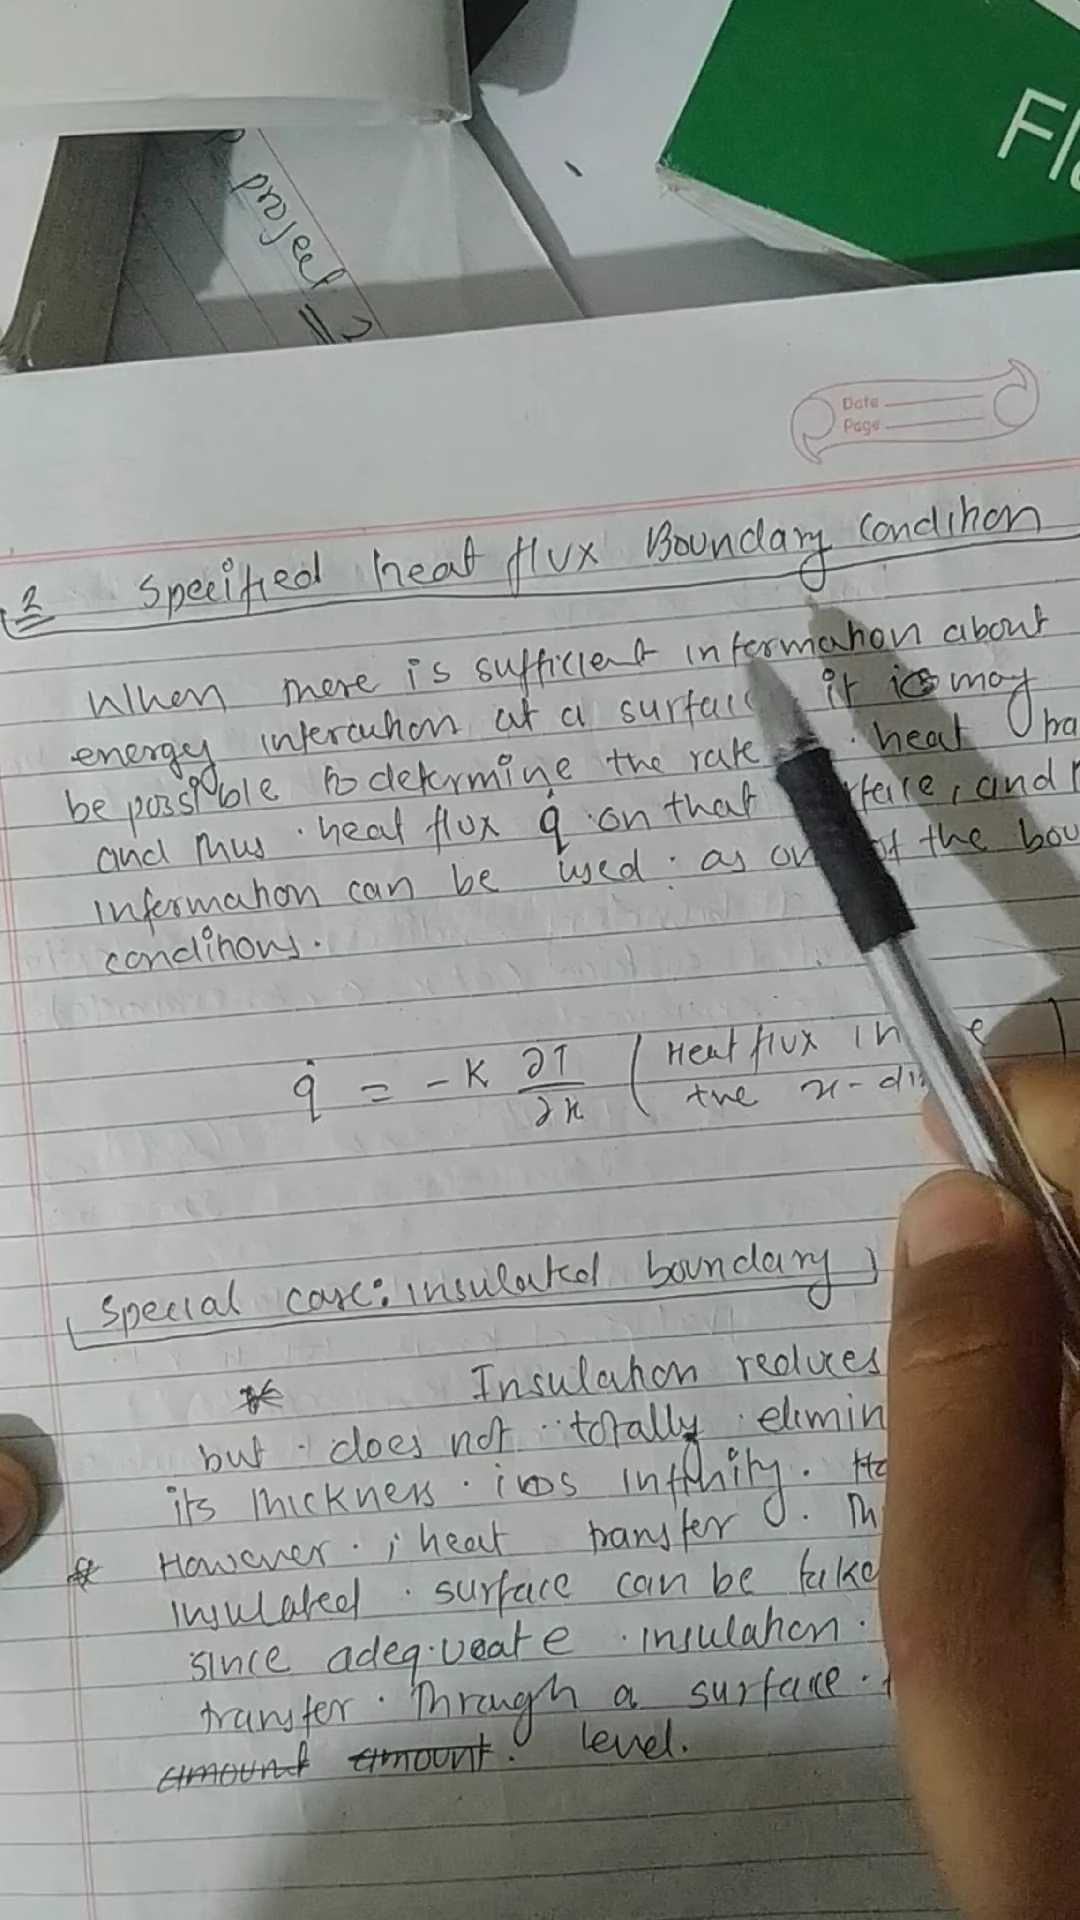 project
Fl
Date
Page
2 Specified heat flux Boundary Condition
When there is sufficient information about
energy interaction at a surface it is may
be possible to determine the rate heat
and thus heat flux q̇ on that and
information can be used as of the
conditions.
q̇ = -K ∂T/∂x (Heat flux in
the x-
Special case: insulated boundary
* Insulation reduces
but does not totally
its thickness is infinity.
* However, heat transfer.
insulated surface can be
since adequate insulation.
transfer. Through a surface.
amount amount. level.